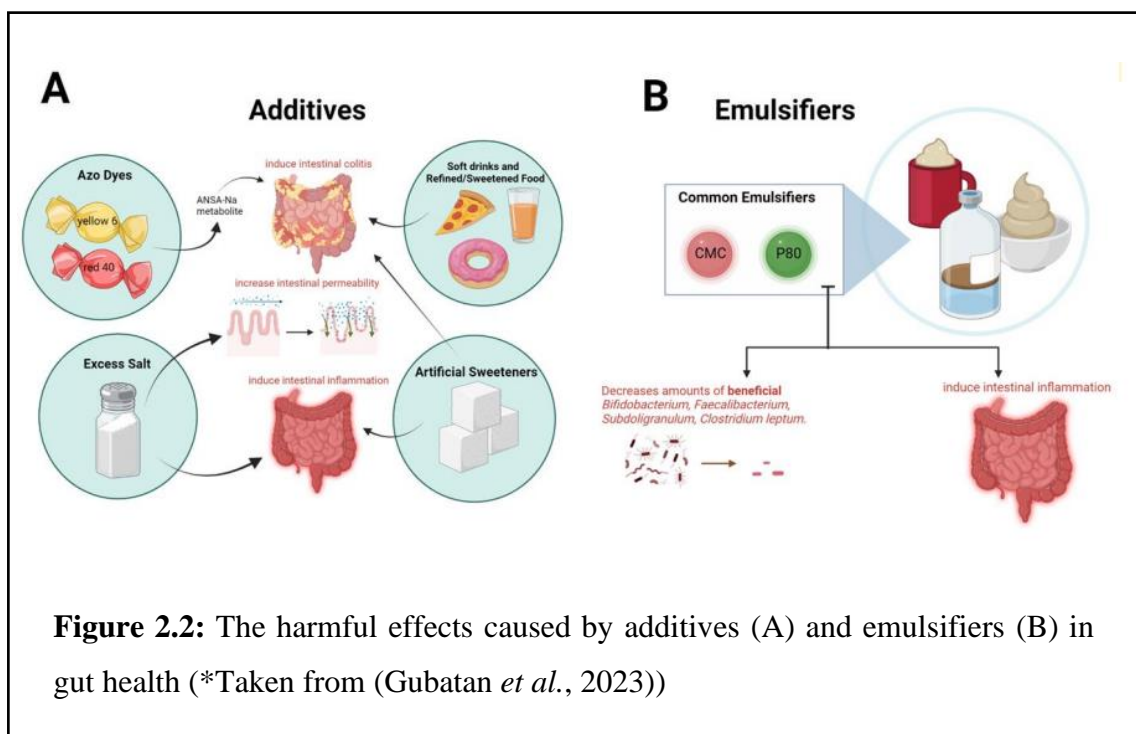 A
Additives
Azo Dyes
yellow 6
red 40
ANSA-Na
metabolite
induce intestinal colitis
Soft drinks and
Refined/Sweetened Food
increase intestinal permeability
Excess Salt
induce intestinal inflammation
Artificial Sweeteners
B
Emulsifiers
Common Emulsifiers
CMC
P80
Decreases amounts of beneficial
Bifidobacterium, Faecalibacterium,
Subdoligranulum, Clostridium leptum.
induce intestinal inflammation
Figure 2.2: The harmful effects caused by additives (A) and emulsifiers (B) in
gut health (*Taken from (Gubatan et al., 2023))